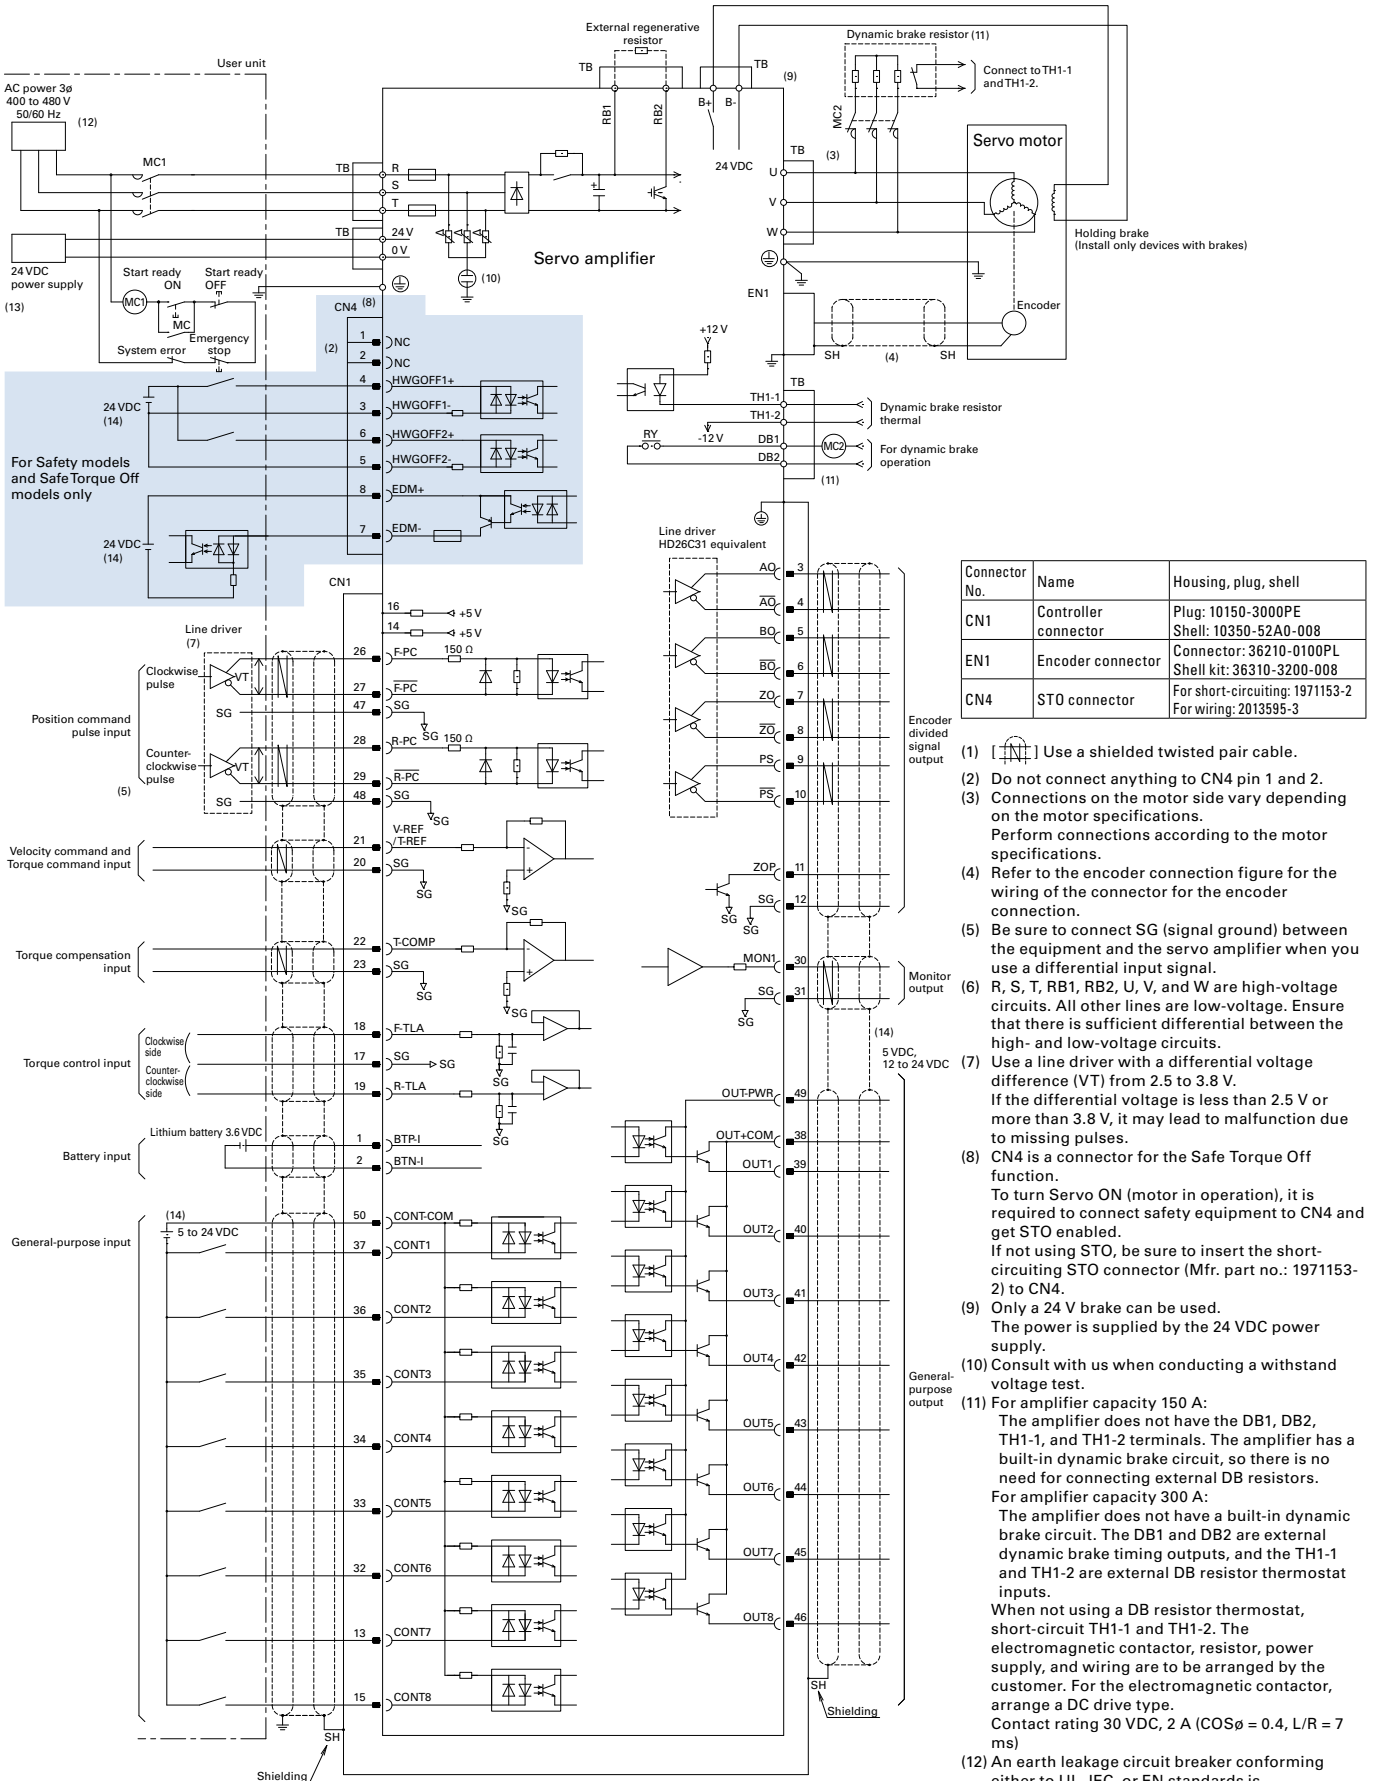 User unit
AC power 3ø
400 to 480 V
50/60 Hz
(12)
MC1
TB
R
S
T
TB
24 V
0 V
24 VDC
power supply
(13)
Start ready
ON
Start ready
OFF
MC1
MC
System error
Emergency
stop
External regenerative
resistor
TB
RB1
RB2
TB
(9)
B+
B-
24 VDC
Servo amplifier
(10)
Dynamic brake resistor (11)
Connect to TH1-1
and TH1-2.
MC2
Servo motor
TB
(3)
U
V
W
Holding brake
(Install only devices with brakes)
EN1
Encoder
SH
(4)
SH
+12 V
TB
TH1-1
TH1-2
-12 V
Dynamic brake resistor
thermal
RY
DB1
DB2
MC2
For dynamic brake
operation
(11)
CN4
(8)
(2)
1
NC
2
NC
4
HWGOFF1+
3
HWGOFF1-
6
HWGOFF2+
5
HWGOFF2-
8
EDM+
7
EDM-
24 VDC
(14)
For Safety models
and Safe Torque Off
models only
24 VDC
(14)
CN1
16
+5 V
14
+5 V
Line driver
(7)
Position command
pulse input
Clockwise
pulse
VT
26
F-PC
150 Ω
27
F-PC
SG
47
SG
SG
Counter-
clockwise
pulse
(5)
VT
28
R-PC
150 Ω
29
R-PC
SG
48
SG
SG
Velocity command and
Torque command input
21
V-REF
/T-REF
20
SG
SG
SG
Torque compensation
input
22
T-COMP
23
SG
SG
SG
Torque control input
Clockwise
side
Counter-
clockwise
side
18
F-TLA
17
SG
SG
SG
19
R-TLA
SG
Battery input
Lithium battery 3.6 VDC
1
BTP-I
2
BTN-I
General-purpose input
(14)
5 to 24 VDC
50
CONT-COM
37
CONT1
36
CONT2
35
CONT3
34
CONT4
33
CONT5
32
CONT6
13
CONT7
15
CONT8
SH
Shielding
Line driver
HD26C31 equivalent
AO
3
AO
4
BO
5
BO
6
ZO
7
ZO
8
PS
9
PS
10
ZOP
11
SG
12
SG
SG
Encoder
divided
signal
output
MON1
30
SG
31
SG
Monitor
output
(14)
5 VDC,
12 to 24 VDC
OUT-PWR
49
OUT+COM
38
OUT1
39
OUT2
40
OUT3
41
OUT4
42
OUT5
43
OUT6
44
OUT7
45
OUT8
46
General-
purpose
output
SH
Shielding
Connector No. Name Housing, plug, shell
CN1 Controller connector Plug: 10150-3000PE Shell: 10350-52A0-008
EN1 Encoder connector Connector: 36210-0100PL Shell kit: 36310-3200-008
CN4 STO connector For short-circuiting: 1971153-2 For wiring: 2013595-3
(1) [ ] Use a shielded twisted pair cable.
(2) Do not connect anything to CN4 pin 1 and 2.
(3) Connections on the motor side vary depending
on the motor specifications.
Perform connections according to the motor
specifications.
(4) Refer to the encoder connection figure for the
wiring of the connector for the encoder
connection.
(5) Be sure to connect SG (signal ground) between
the equipment and the servo amplifier when you
use a differential input signal.
(6) R, S, T, RB1, RB2, U, V, and W are high-voltage
circuits. All other lines are low-voltage. Ensure
that there is sufficient differential between the
high- and low-voltage circuits.
(7) Use a line driver with a differential voltage
difference (VT) from 2.5 to 3.8 V.
If the differential voltage is less than 2.5 V or
more than 3.8 V, it may lead to malfunction due
to missing pulses.
(8) CN4 is a connector for the Safe Torque Off
function.
To turn Servo ON (motor in operation), it is
required to connect safety equipment to CN4 and
get STO enabled.
If not using STO, be sure to insert the short-
circuiting STO connector (Mfr. part no.: 1971153-
2) to CN4.
(9) Only a 24 V brake can be used.
The power is supplied by the 24 VDC power
supply.
(10) Consult with us when conducting a withstand
voltage test.
(11) For amplifier capacity 150 A:
The amplifier does not have the DB1, DB2,
TH1-1, and TH1-2 terminals. The amplifier has a
built-in dynamic brake circuit, so there is no
need for connecting external DB resistors.
For amplifier capacity 300 A:
The amplifier does not have a built-in dynamic
brake circuit. The DB1 and DB2 are external
dynamic brake timing outputs, and the TH1-1
and TH1-2 are external DB resistor thermostat
inputs.
When not using a DB resistor thermostat,
short-circuit TH1-1 and TH1-2. The
electromagnetic contactor, resistor, power
supply, and wiring are to be arranged by the
customer. For the electromagnetic contactor,
arrange a DC drive type.
Contact rating 30 VDC, 2 A (COSø = 0.4, L/R = 7
ms)
(12) An earth leakage circuit breaker conforming
either to UL, IEC, or EN standards is